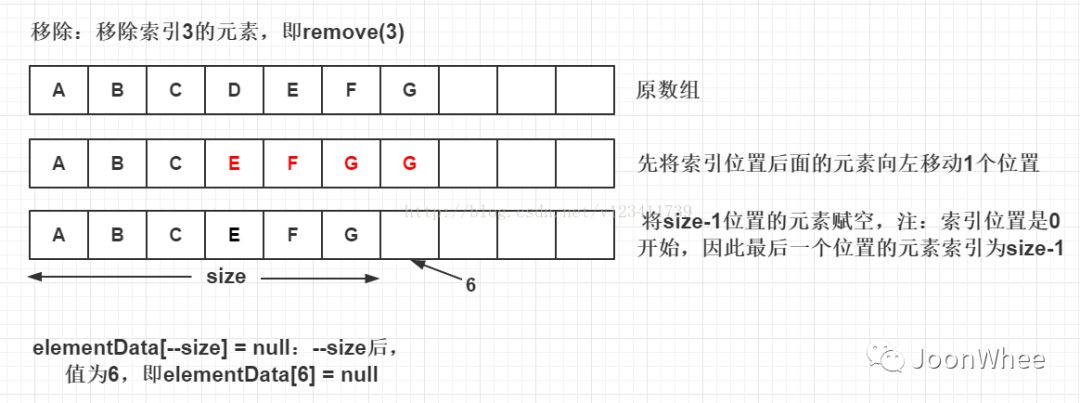 移除：移除索引3的元素，即remove(3)
A B C D E F G
原数组
A B C E F G G
先将索引位置后面的元素向左移动1个位置
http://blog.csdn.net/v123411739
A B C E F G
将size-1位置的元素赋空，注：索引位置是0
开始，因此最后一个位置的元素索引为size-1
size
6
elementData[--size] = null：--size后，
值为6，即elementData[6] = null
JoonWhee